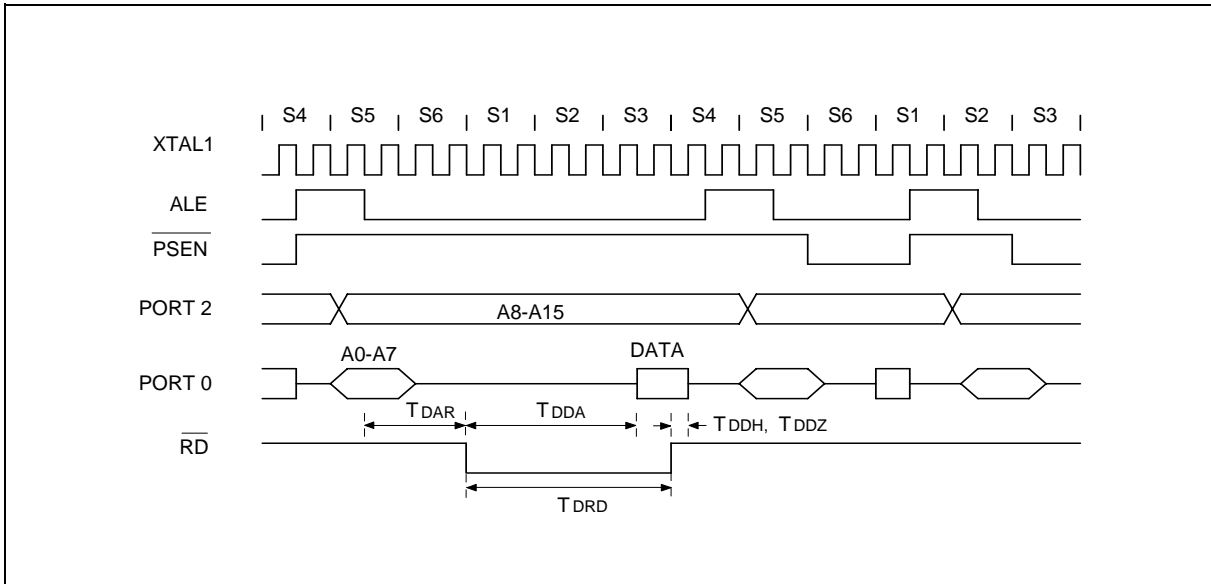 S4 S5 S6 S1 S2 S3 S4 S5 S6 S1 S2 S3
XTAL1
ALE
PSEN
PORT 2
A8-A15
A0-A7
DATA
PORT 0
TDAR
TDDA
TDDH, TDDZ
RD
TDRD